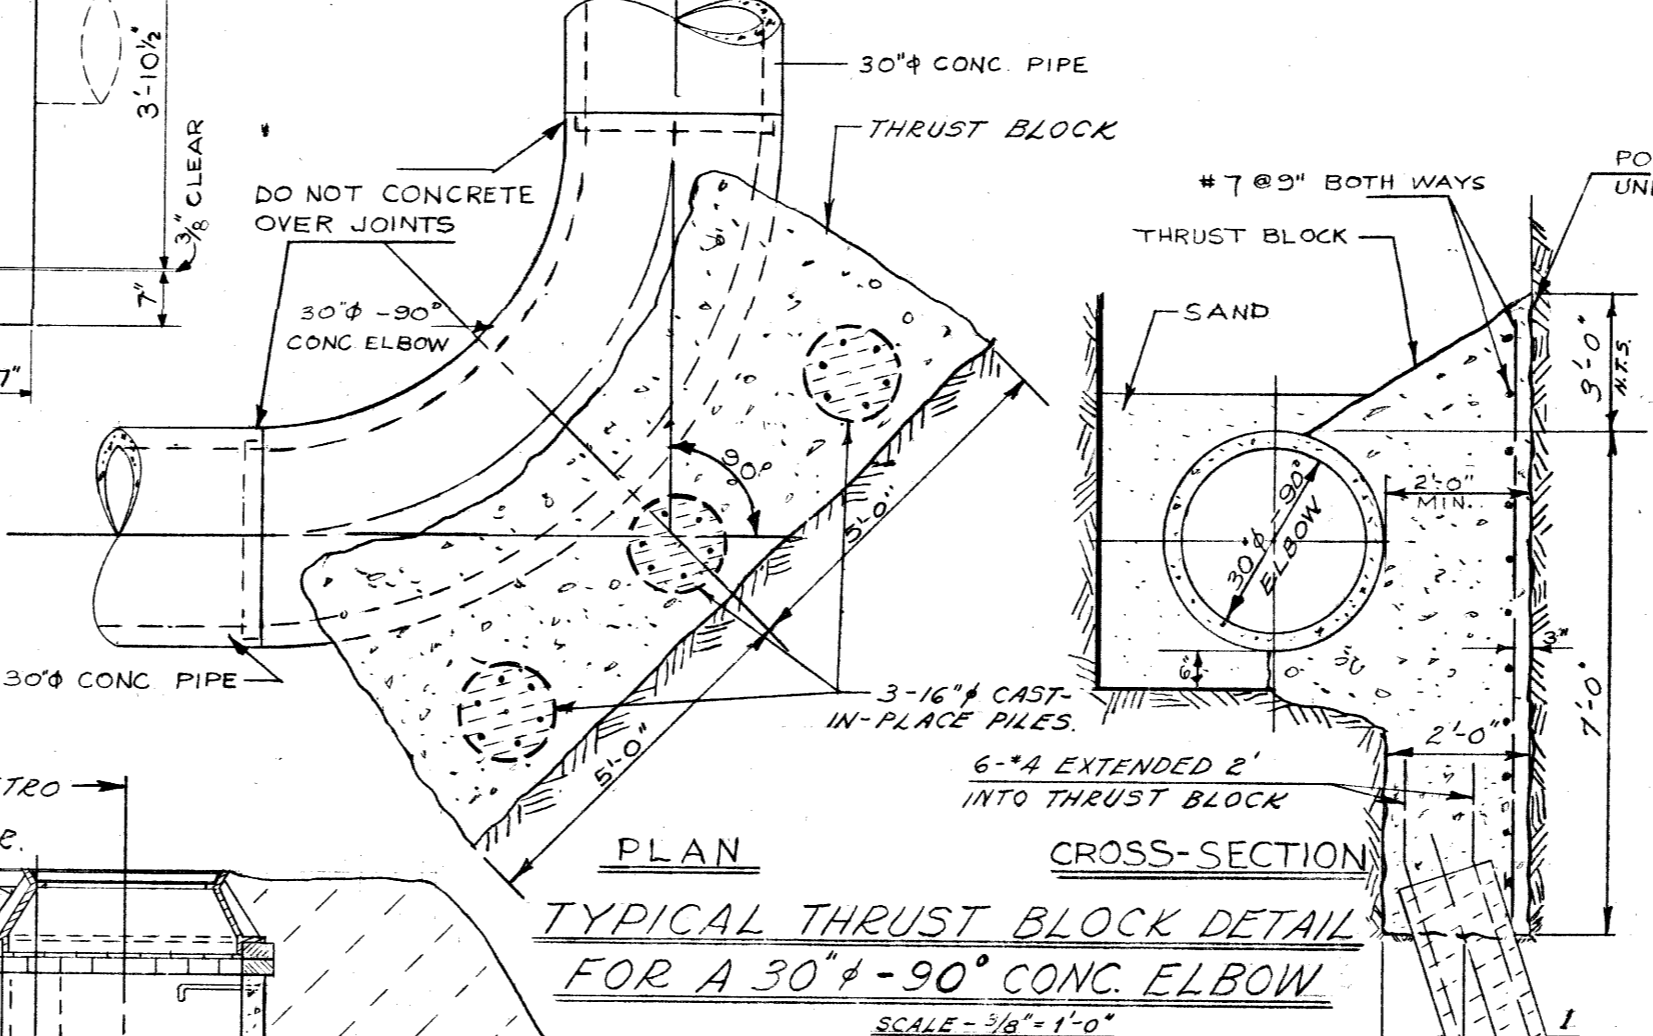 3'-10½"
3/8" CLEAR
7"
7"
30"φ CONC. PIPE
THRUST BLOCK
DO NOT CONCRETE
OVER JOINTS
30"φ -90°
CONC. ELBOW
90°
5'-0"
5'-0"
30"φ CONC. PIPE
3-16"φ CAST-
IN-PLACE PILES.
PLAN
#7 @9" BOTH WAYS
THRUST BLOCK
SAND
3'-0"
N.T.S.
2'-0"
MIN.
30"φ-90°
ELBOW
6"
3"
7'-0"
2'-0"
6-#4 EXTENDED 2'
INTO THRUST BLOCK
CROSS-SECTION
TYPICAL THRUST BLOCK DETAIL
FOR A 30"φ-90° CONC. ELBOW
SCALE - 3/8" = 1'-0"
1